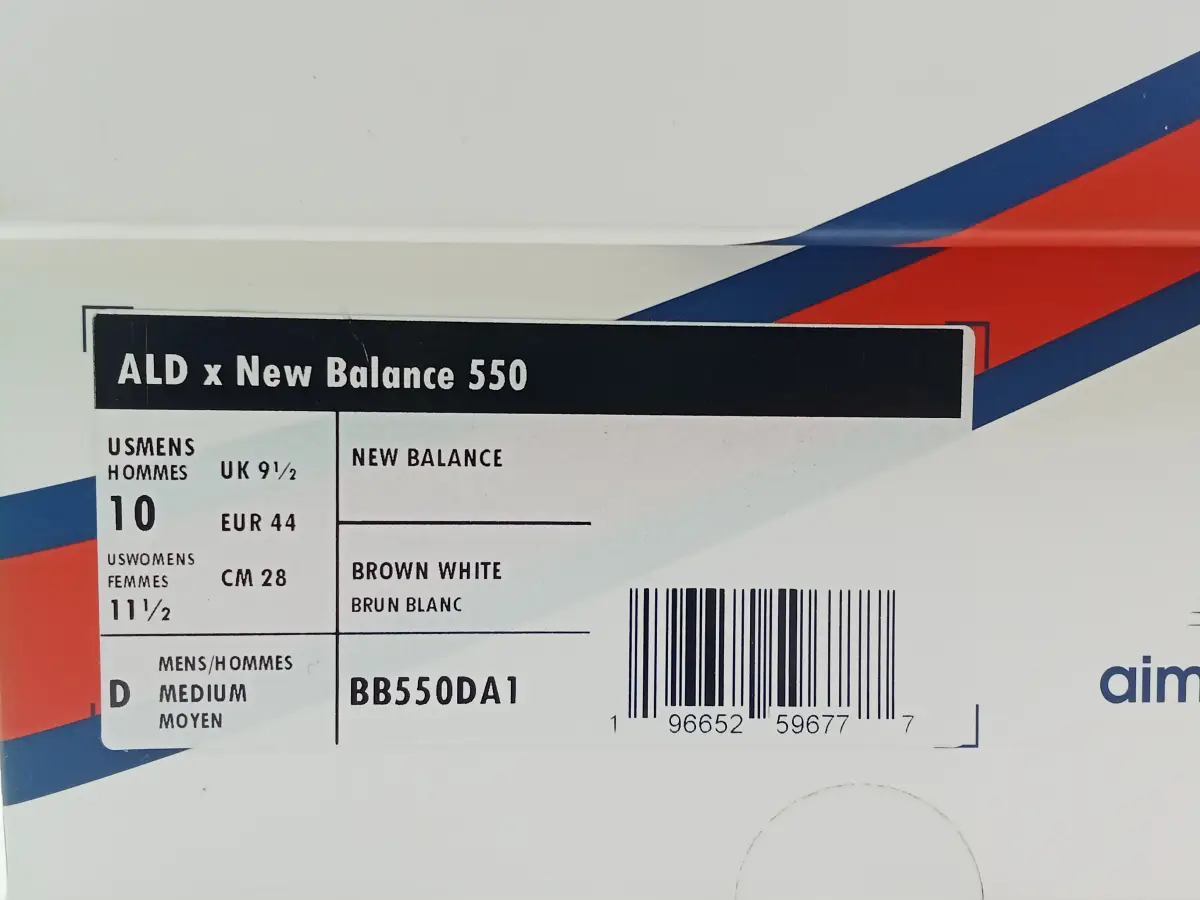 ALD x New Balance 550
USMENS
HOMMES
10
USWOMENS
FEMMES
11½
UK 9½
EUR 44
CM 28
NEW BALANCE
BROWN WHITE
BRUN BLANC
D
MENS/HOMMES
MEDIUM
MOYEN
BB550DA1
1 96652 59677 7
aim